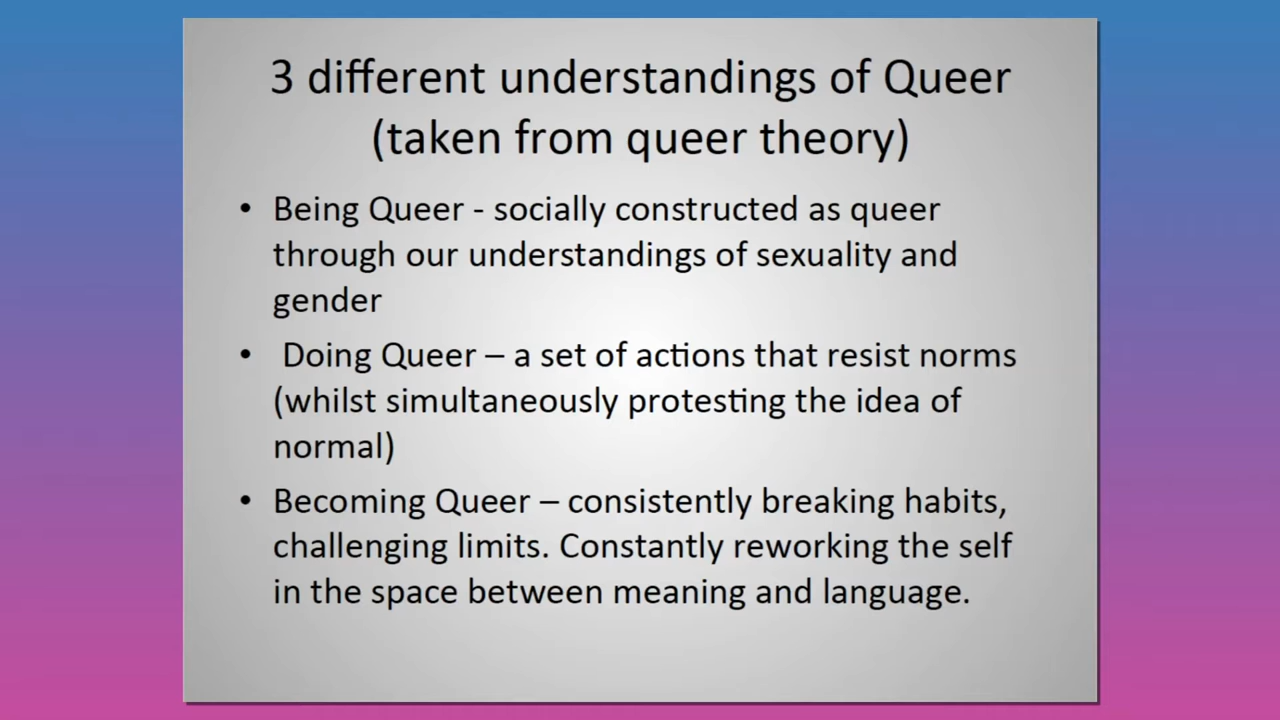 3 different understandings of Queer
(taken from queer theory)
• Being Queer - socially constructed as queer
through our understandings of sexuality and
gender
• Doing Queer – a set of actions that resist norms
(whilst simultaneously protesting the idea of
normal)
• Becoming Queer – consistently breaking habits,
challenging limits. Constantly reworking the self
in the space between meaning and language.